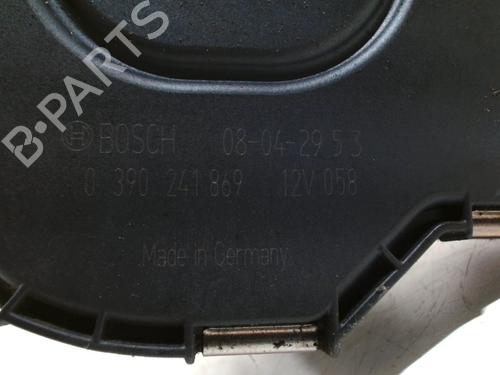 B-PARTS
BOSCH 08-04-29 5 3
0 390 241 869 12V 058
Made in Germany